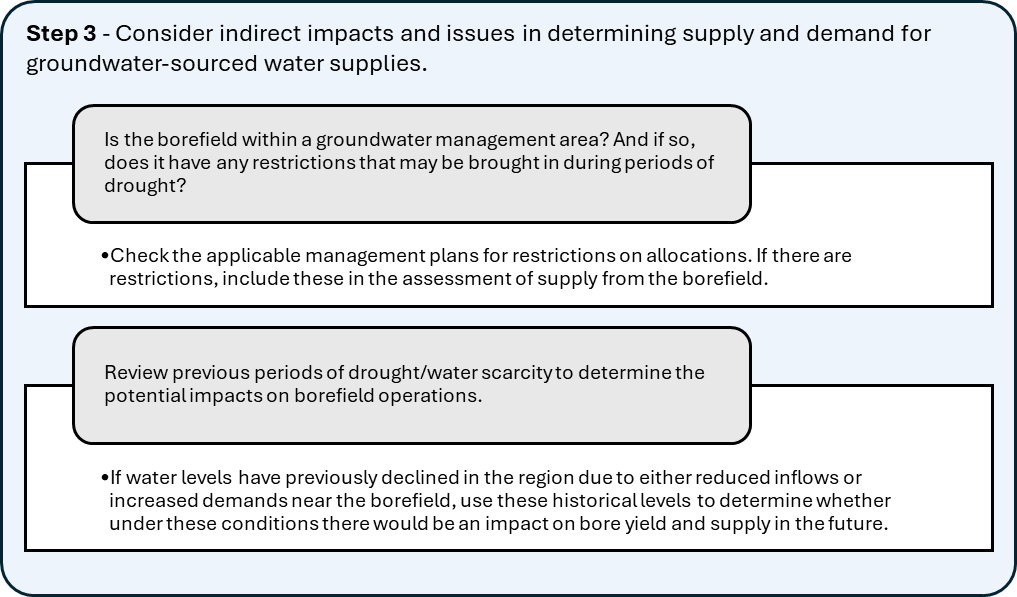 Step 3 - Consider indirect impacts and issues in determining supply and demand for
groundwater-sourced water supplies.
Is the borefield within a groundwater management area? And if so,
does it have any restrictions that may be brought in during periods of
drought?
•Check the applicable management plans for restrictions on allocations. If there are
restrictions, include these in the assessment of supply from the borefield.
Review previous periods of drought/water scarcity to determine the
potential impacts on borefield operations.
•If water levels have previously declined in the region due to either reduced inflows or
increased demands near the borefield, use these historical levels to determine whether
under these conditions there would be an impact on bore yield and supply in the future.